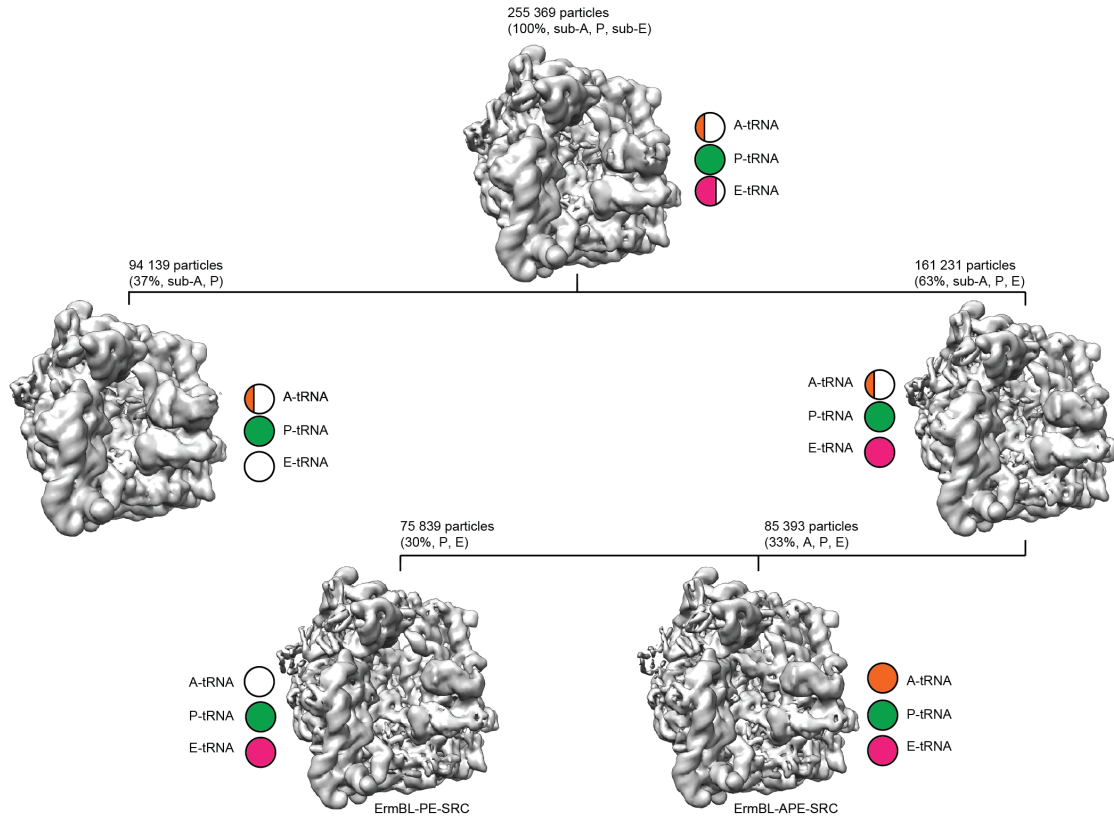 255 369 particles
(100%, sub-A, P, sub-E)
A-tRNA
P-tRNA
E-tRNA
94 139 particles
(37%, sub-A, P)
161 231 particles
(63%, sub-A, P, E)
A-tRNA
P-tRNA
E-tRNA
A-tRNA
P-tRNA
E-tRNA
75 839 particles
(30%, P, E)
85 393 particles
(33%, A, P, E)
A-tRNA
P-tRNA
E-tRNA
A-tRNA
P-tRNA
E-tRNA
ErmBL-PE-SRC
ErmBL-APE-SRC